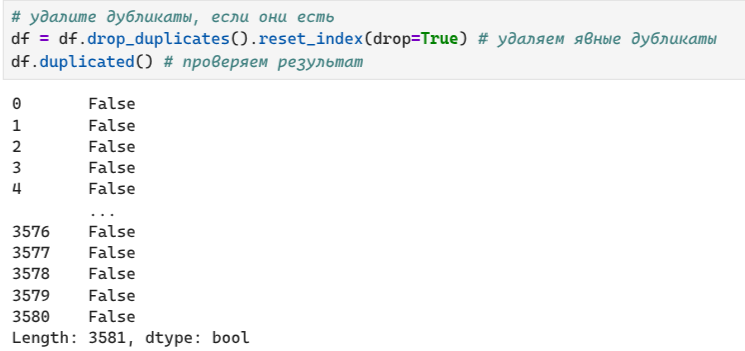 # удалите дубликаты, если они есть
df = df.drop_duplicates().reset_index(drop=True) # удаляем явные дубликаты
df.duplicated() # проверяем результат
0 False
1 False
2 False
3 False
4 False
...
3576 False
3577 False
3578 False
3579 False
3580 False
Length: 3581, dtype: bool